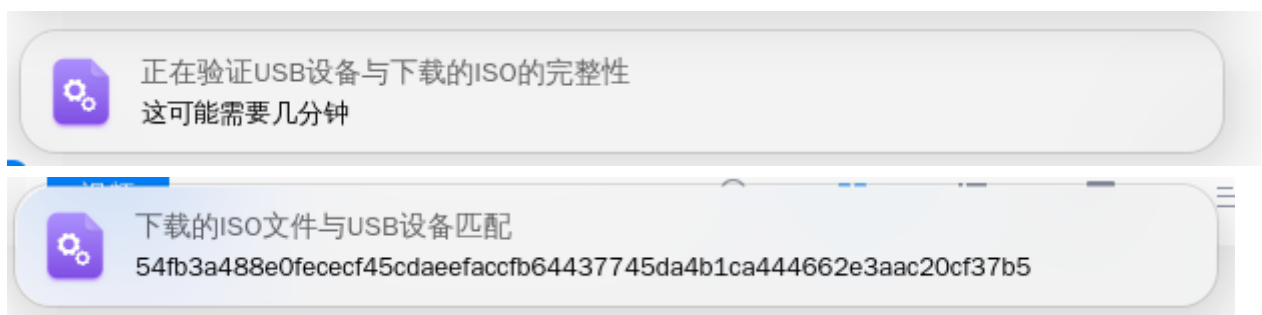 正在验证USB设备与下载的ISO的完整性
这可能需要几分钟
下载的ISO文件与USB设备匹配
54fb3a488e0fececf45cdaeefaccfb64437745da4b1ca444662e3aac20cf37b5